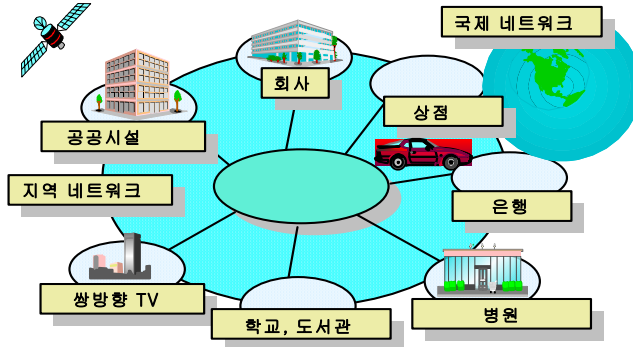 국제 네트워크
회사
상점
공공시설
지역 네트워크
은행
쌍방향 TV
학교, 도서관
병원